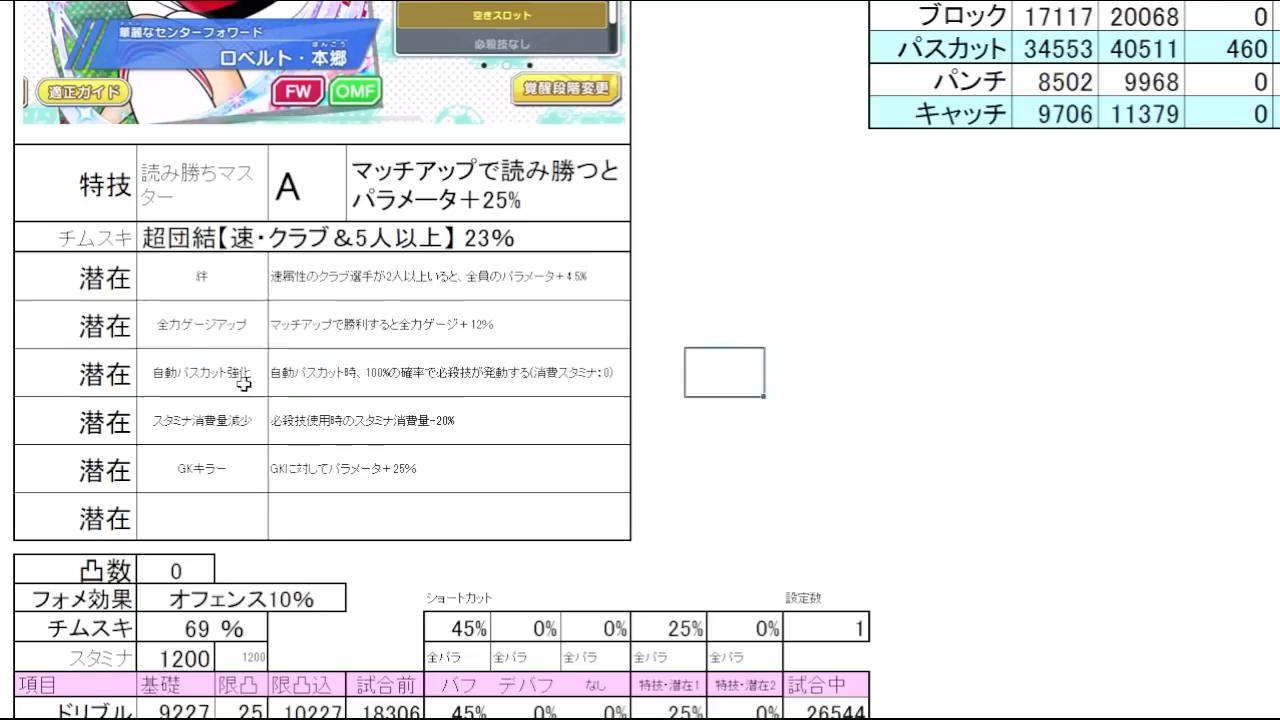 華麗なセンターフォワード
ほんごう
ロベルト・本郷
適正ガイド
FW
OMF
空きスロット
必殺技なし
覚醒段階変更
ブロック 17117 20068 0
パスカット 34553 40511 460
パンチ 8502 9968 0
キャッチ 9706 11379 0
特技 読み勝ちマスター A マッチアップで読み勝つとパラメータ＋25%
チムスキ 超団結【速・クラブ＆5人以上】 23%
潜在 絆 速属性のクラブ選手が2人以上いると、全員のパラメータ＋4.5%
潜在 全力ゲージアップ マッチアップで勝利すると全力ゲージ＋12%
潜在 自動パスカット強化 自動パスカット時、100%の確率で必殺技が発動する(消費スタミナ:0)
潜在 スタミナ消費量減少 必殺技使用時のスタミナ消費量-20%
潜在 GKキラー GKに対してパラメータ＋25%
潜在
凸数 0
フォメ効果 オフェンス10%
ショートカット 設定数
チムスキ 69 % 45% 0% 0% 25% 0% 1
スタミナ 1200 1200 全パラ 全パラ 全パラ 全パラ 全パラ
項目 基礎 限凸 限凸込 試合前 バフ デバフ なし 特技・潜在1 特技・潜在2 試合中
ドリブル 9227 25 10227 18306 45% 0% 0% 25% 0% 26544